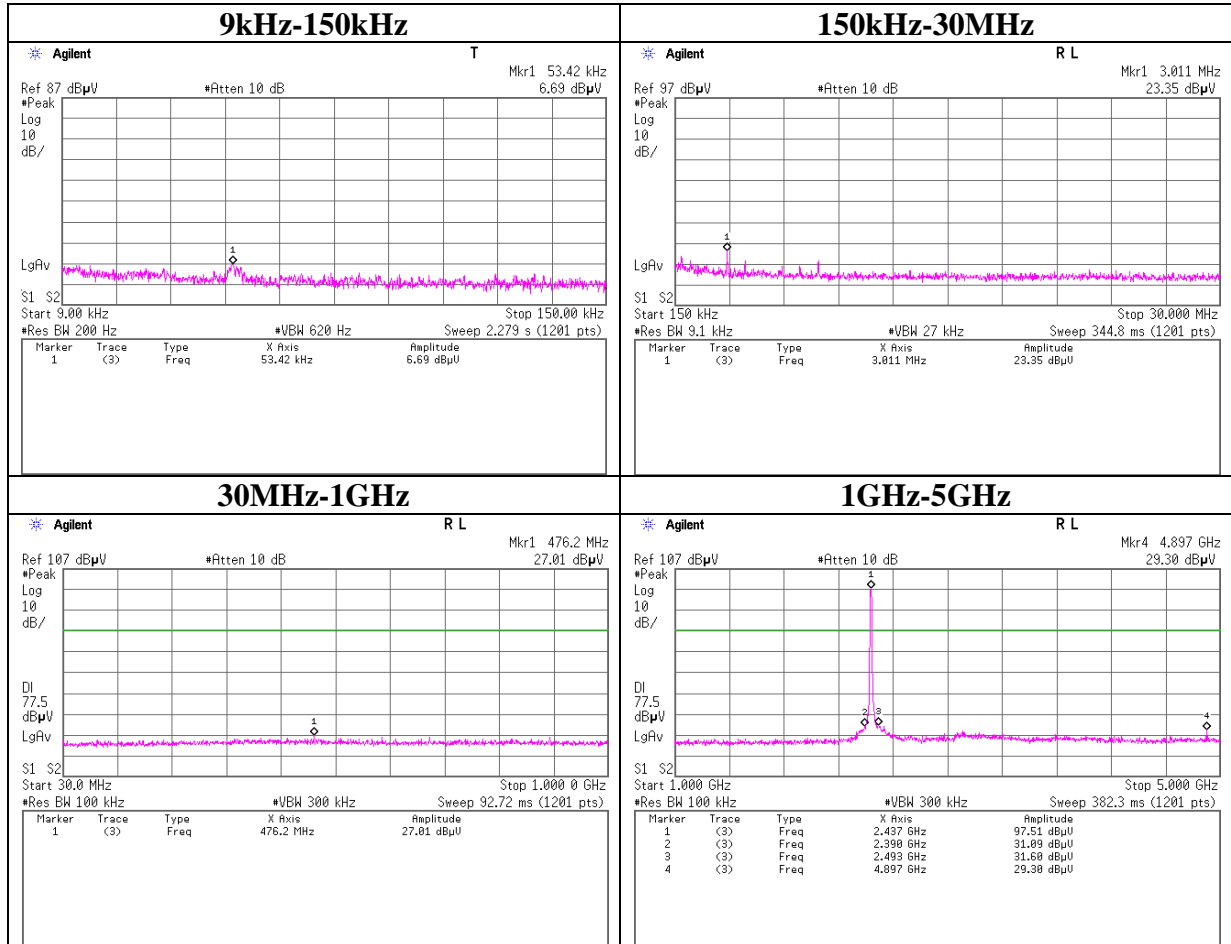 9kHz-150kHz
Agilent T
Mkr1 53.42 kHz
Ref 87 dBµV #Atten 10 dB 6.69 dBµV
#Peak
Log
10
dB/
1
LgAv
S1 S2
Start 9.00 kHz Stop 150.00 kHz
#Res BW 200 Hz #VBW 620 Hz Sweep 2.279 s (1201 pts)
Marker Trace Type X Axis Amplitude
1 (3) Freq 53.42 kHz 6.69 dBµV
150kHz-30MHz
Agilent R L
Mkr1 3.011 MHz
Ref 97 dBµV #Atten 10 dB 23.35 dBµV
#Peak
Log
10
dB/
1
LgAv
S1 S2
Start 150 kHz Stop 30.000 MHz
#Res BW 9.1 kHz #VBW 27 kHz Sweep 344.8 ms (1201 pts)
Marker Trace Type X Axis Amplitude
1 (3) Freq 3.011 MHz 23.35 dBµV
30MHz-1GHz
Agilent R L
Mkr1 476.2 MHz
Ref 107 dBµV #Atten 10 dB 27.01 dBµV
#Peak
Log
10
dB/
DI
77.5
dBµV
1
LgAv
S1 S2
Start 30.0 MHz Stop 1.000 0 GHz
#Res BW 100 kHz #VBW 300 kHz Sweep 92.72 ms (1201 pts)
Marker Trace Type X Axis Amplitude
1 (3) Freq 476.2 MHz 27.01 dBµV
1GHz-5GHz
Agilent R L
Mkr4 4.897 GHz
Ref 107 dBµV #Atten 10 dB 29.30 dBµV
#Peak
1
Log
10
dB/
DI
77.5
dBµV
2 3 4
LgAv
S1 S2
Start 1.000 GHz Stop 5.000 GHz
#Res BW 100 kHz #VBW 300 kHz Sweep 382.3 ms (1201 pts)
Marker Trace Type X Axis Amplitude
1 (3) Freq 2.437 GHz 97.51 dBµV
2 (3) Freq 2.390 GHz 31.09 dBµV
3 (3) Freq 2.493 GHz 31.60 dBµV
4 (3) Freq 4.897 GHz 29.30 dBµV